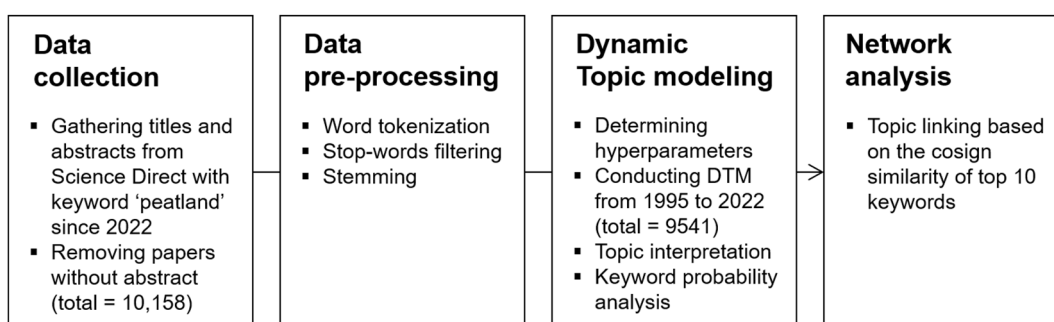 Data
collection
▪ Gathering titles and
abstracts from
Science Direct with
keyword ‘peatland’
since 2022
▪ Removing papers
without abstract
(total = 10,158)
Data
pre-processing
▪ Word tokenization
▪ Stop-words filtering
▪ Stemming
Dynamic
Topic modeling
▪ Determining
hyperparameters
▪ Conducting DTM
from 1995 to 2022
(total = 9541)
▪ Topic interpretation
▪ Keyword probability
analysis
Network
analysis
▪ Topic linking based
on the cosign
similarity of top 10
keywords